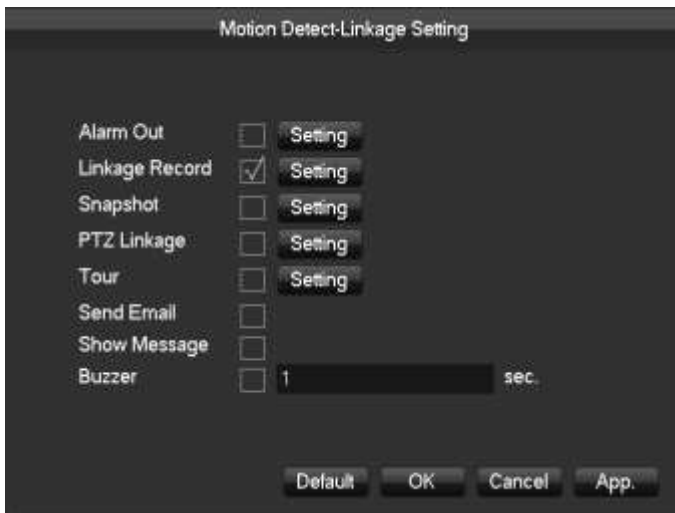 Motion Detect-Linkage Setting
Alarm Out Setting
Linkage Record Setting
Snapshot Setting
PTZ Linkage Setting
Tour Setting
Send Email
Show Message
Buzzer 1 sec.
Default OK Cancel App.